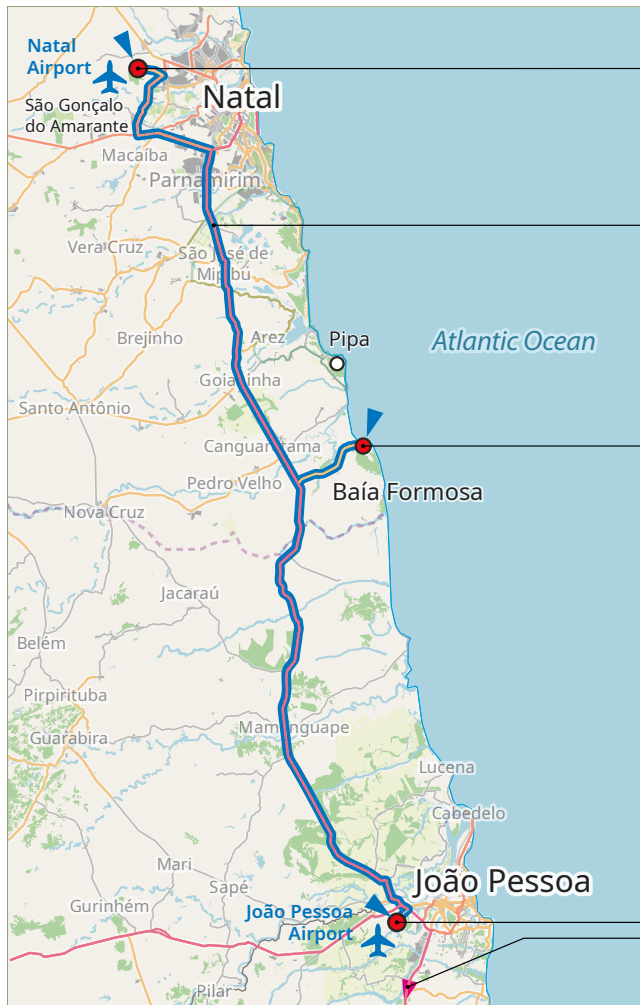 Natal
Airport
Natal
São Gonçalo
do Amarante
Macaíba
Parnamirim
Vera Cruz
São José de
Mipibu
Brejinho
Arez
Pipa
Atlantic Ocean
Goianinha
Santo Antônio
Canguaretama
Pedro Velho
Baía Formosa
Nova Cruz
Jacaraú
Belém
Pirpirituba
Mamanguape
Guarabira
Lucena
Cabedelo
Mari
Sapé
João Pessoa
Gurinhém
João Pessoa
Airport
Pilar